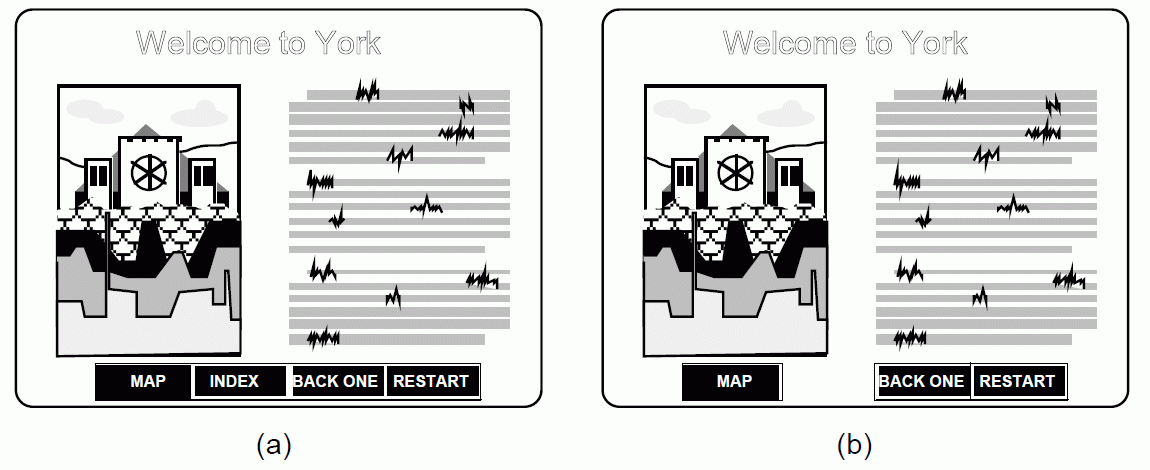 Welcome to York
MAP INDEX BACK ONE RESTART
(a)
Welcome to York
MAP BACK ONE RESTART
(b)